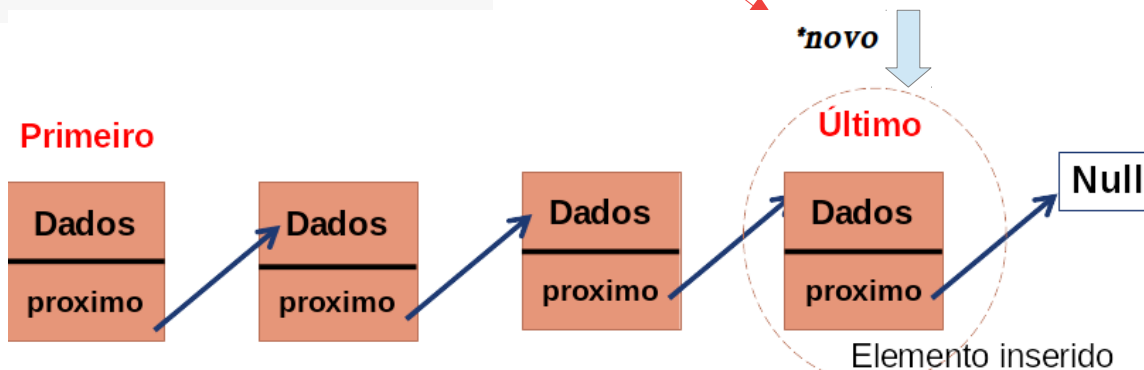 *novo
Primeiro
Último
Null
Dados
Dados
Dados
Dados
proximo
proximo
proximo
proximo
Elemento inserido